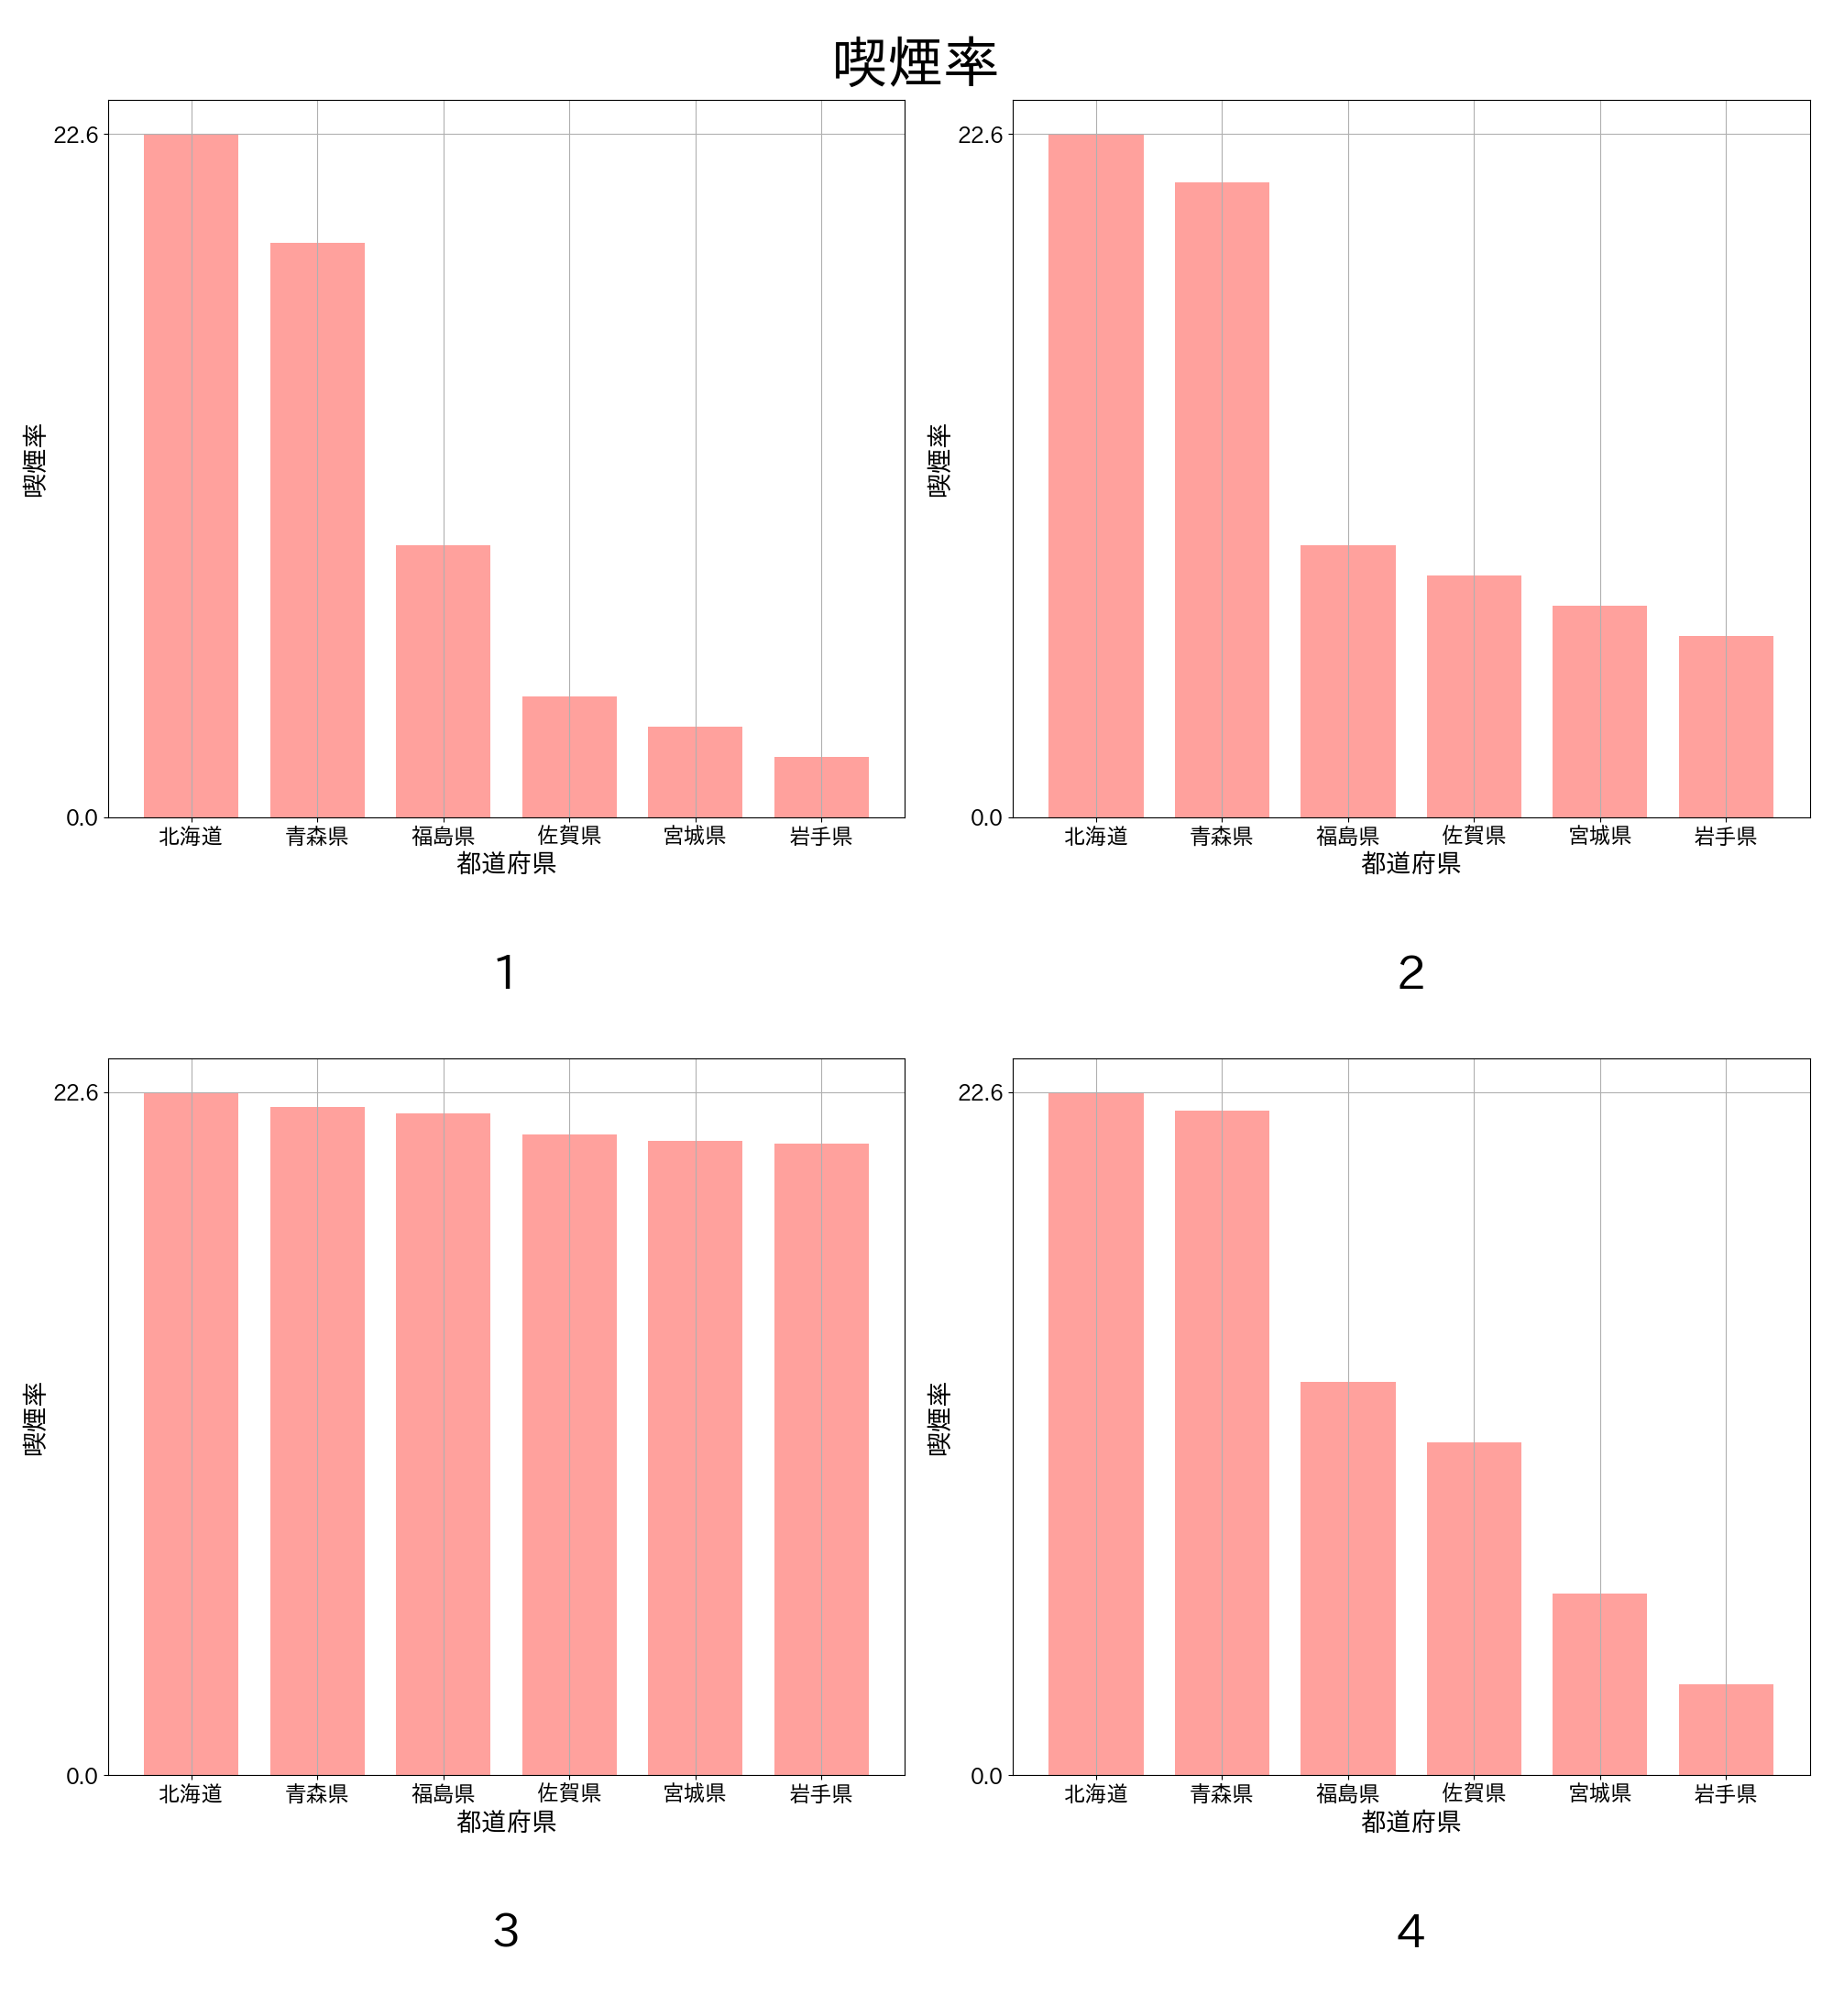 喫煙率
22.6
喫煙率
0.0
北海道 青森県 福島県 佐賀県 宮城県 岩手県
都道府県
1
22.6
喫煙率
0.0
北海道 青森県 福島県 佐賀県 宮城県 岩手県
都道府県
2
22.6
喫煙率
0.0
北海道 青森県 福島県 佐賀県 宮城県 岩手県
都道府県
3
22.6
喫煙率
0.0
北海道 青森県 福島県 佐賀県 宮城県 岩手県
都道府県
4